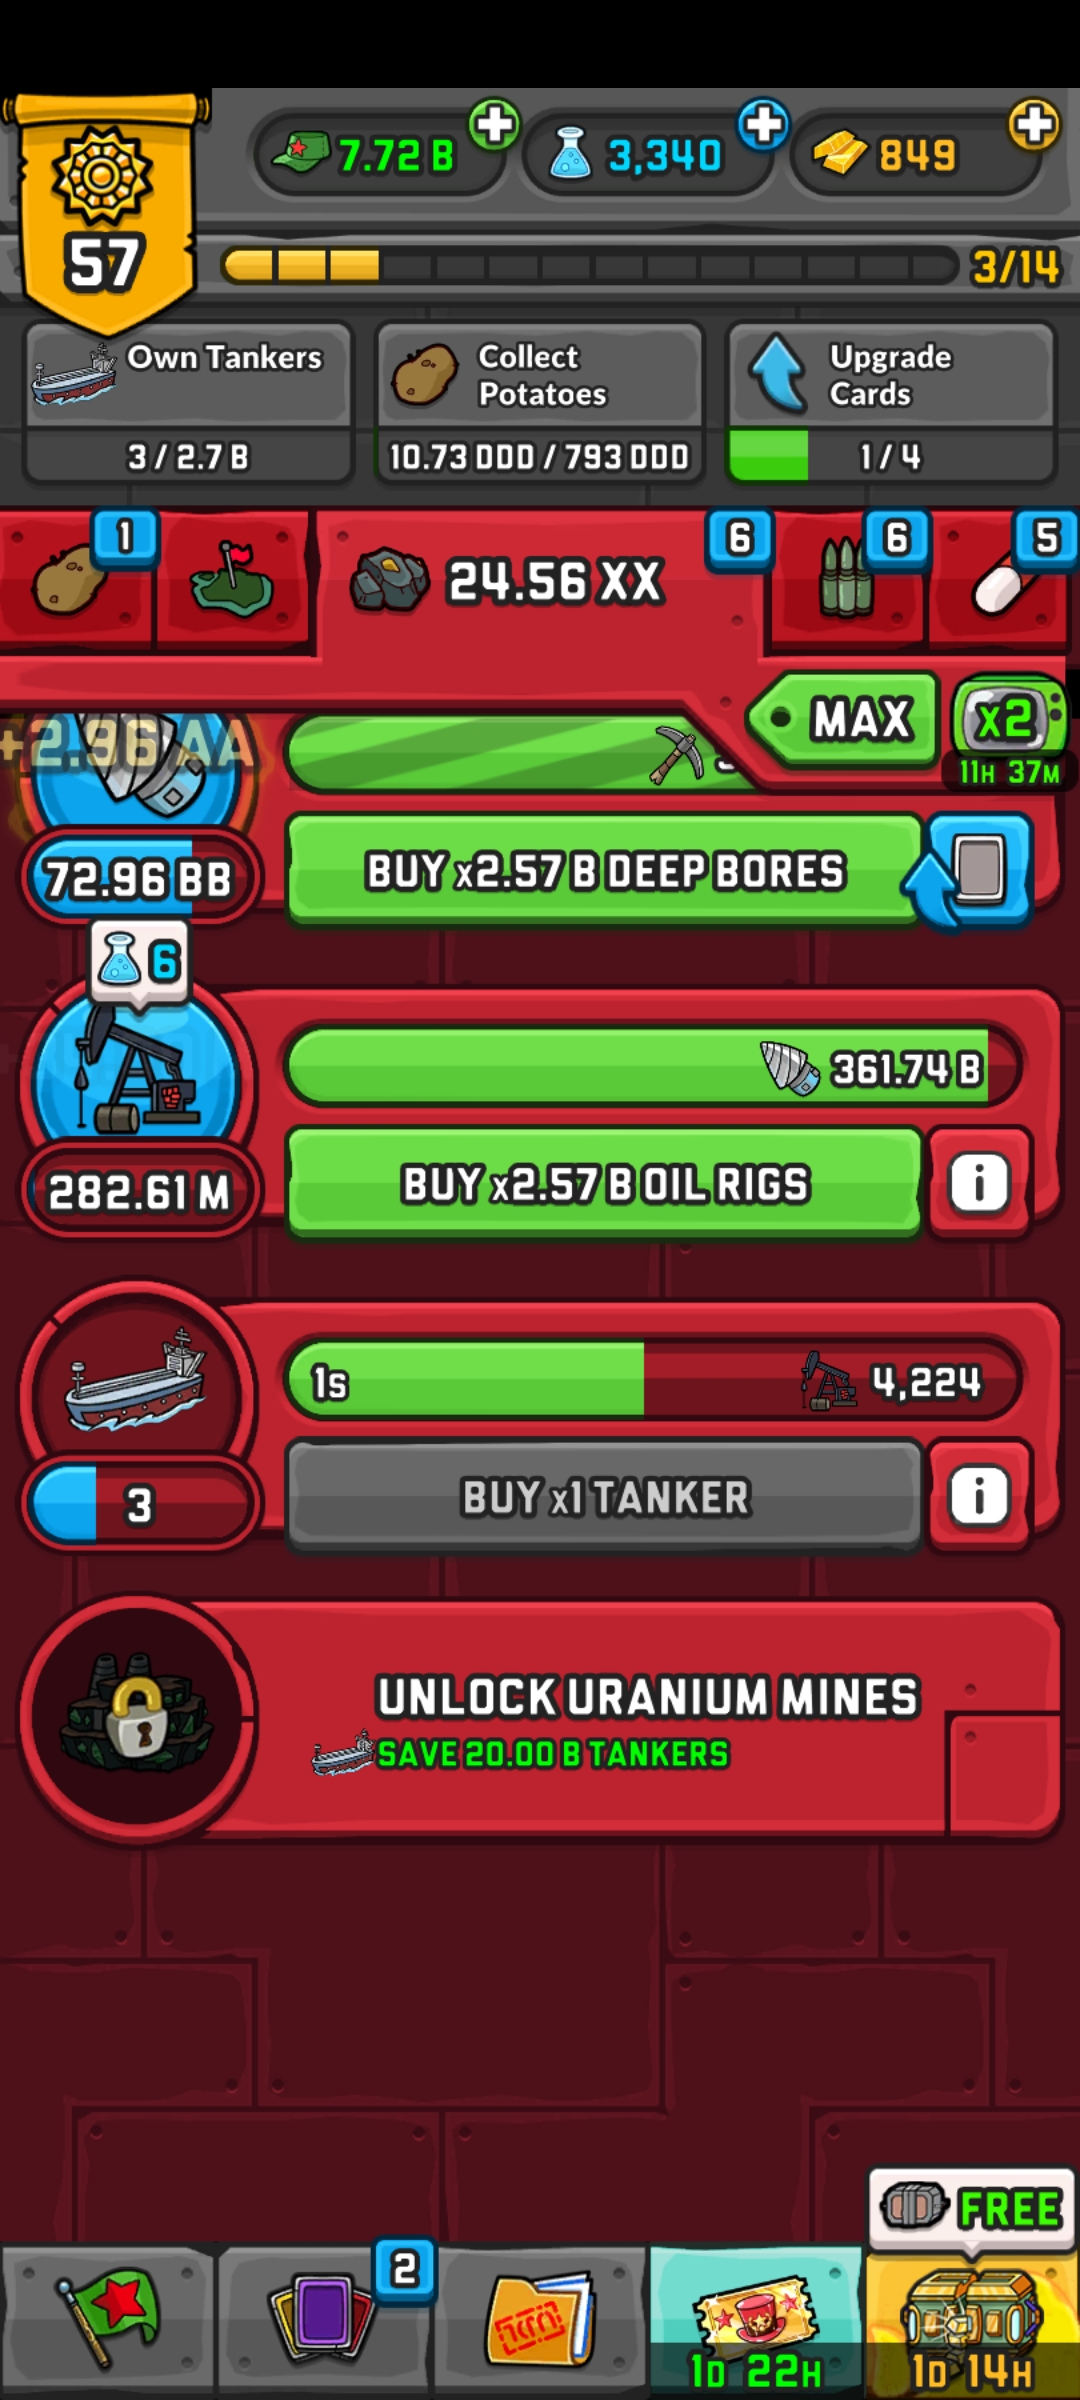 7.72 B
3,340
849
57
3/14
Own Tankers
3 / 2.7 B
Collect
Potatoes
10.73 DDD / 793 DDD
Upgrade
Cards
1 / 4
1
24.56 XX
6
6
5
MAX
x2
11H 37M
+2.96 AA
72.96 BB
BUY x2.57 B DEEP BORES
6
361.74 B
282.61 M
BUY x2.57 B OIL RIGS
i
1s
4,224
3
BUY x1 TANKER
i
UNLOCK URANIUM MINES
SAVE 20.00 B TANKERS
FREE
2
1D 22H
1D 14H